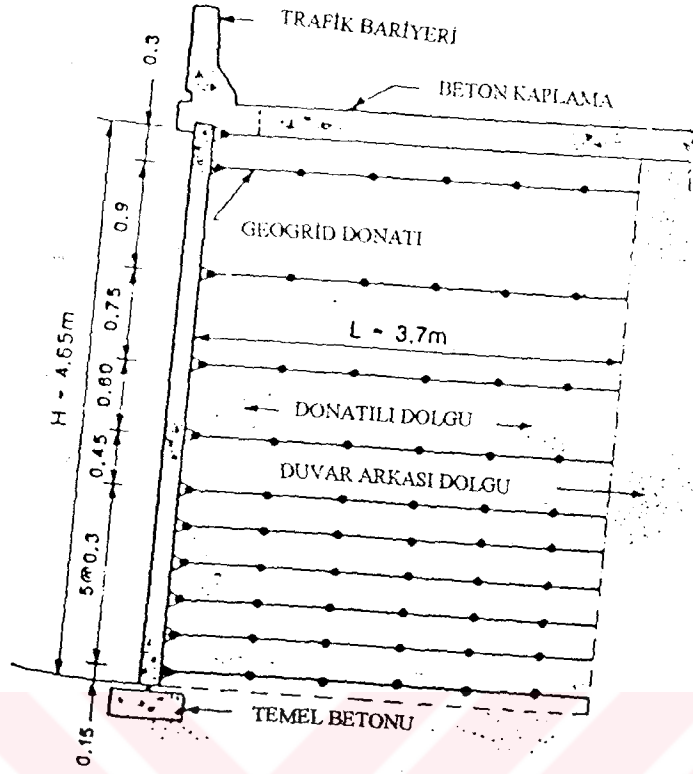 TRAFİK BARİYERİ
BETON KAPLAMA
0.3
GEOGRİD DONATI
0.9
0.75
L - 3.7m
H - 4.65m
0.60
DONATILI DOLGU
0.45
DUVAR ARKASI DOLGU
5@0.3
TEMEL BETONU
0.15